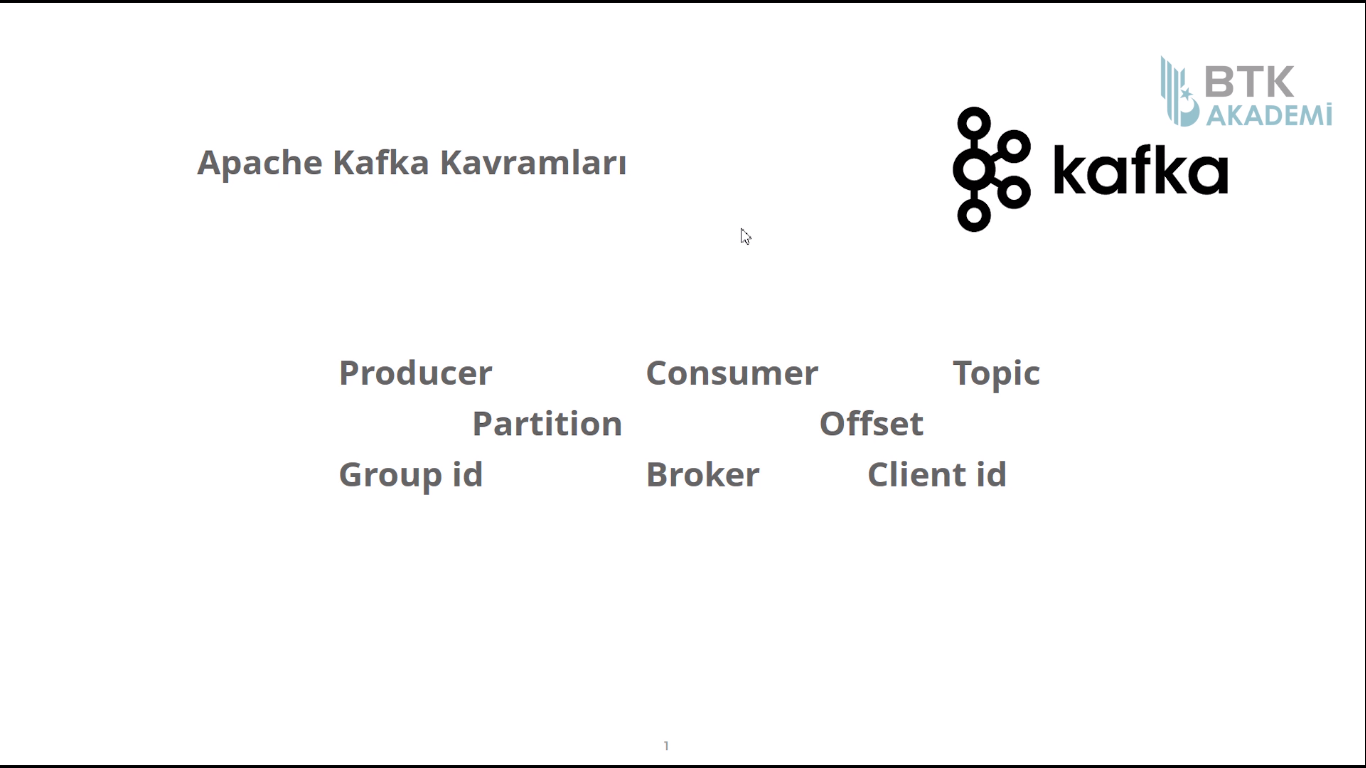 BTK
AKADEMİ
Apache Kafka Kavramları
kafka
Producer Consumer Topic
Partition Offset
Group id Broker Client id
1